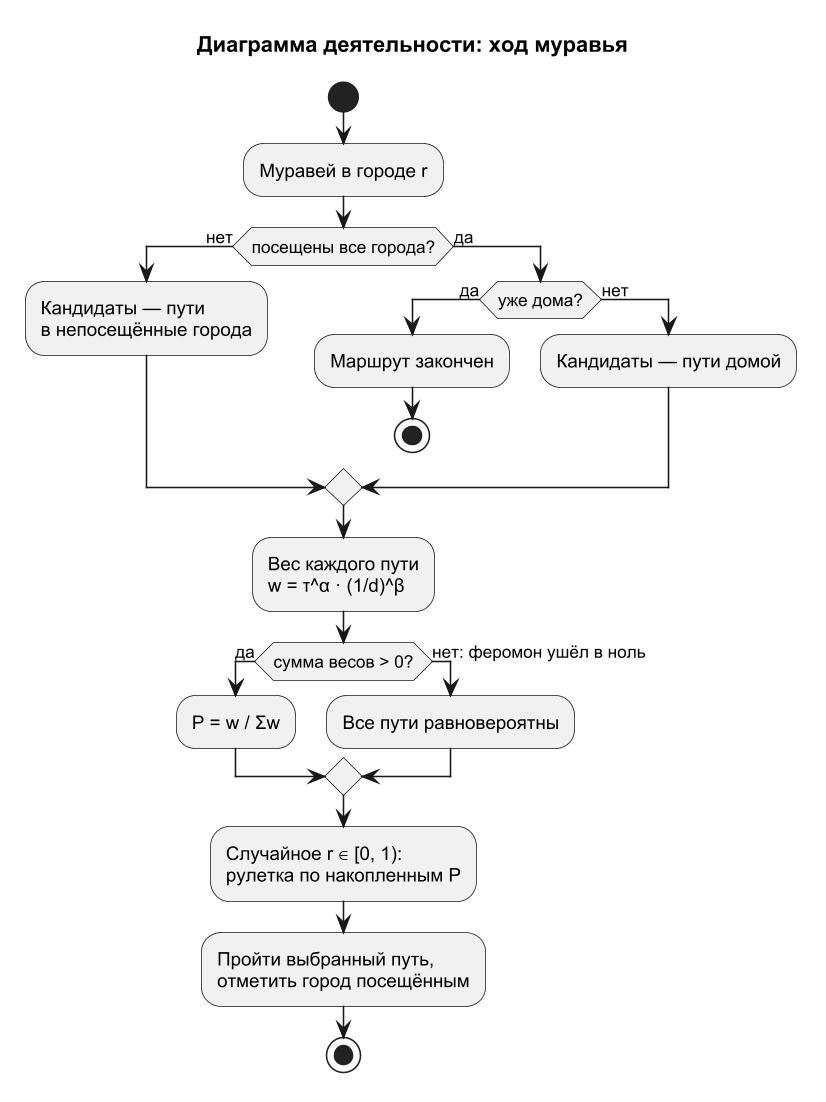 Диаграмма деятельности: ход муравья
Муравей в городе r
нет
посещены все города?
да
Кандидаты — пути
в непосещённые города
да
уже дома?
нет
Маршрут закончен
Кандидаты — пути домой
Вес каждого пути
w = τ^α · (1/d)^β
да
сумма весов > 0?
нет: феромон ушёл в ноль
P = w / Σw
Все пути равновероятны
Случайное r ∈ [0, 1):
рулетка по накопленным P
Пройти выбранный путь,
отметить город посещённым